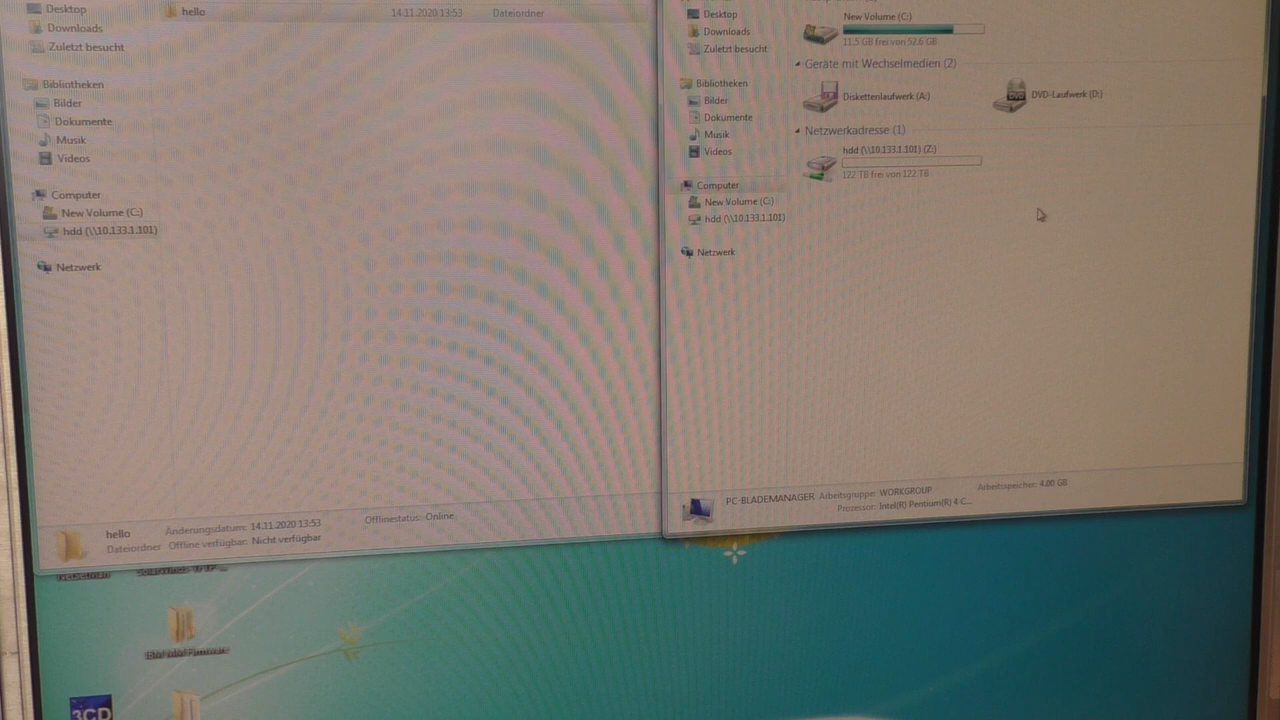 Desktop
Downloads
Zuletzt besucht
Bibliotheken
Bilder
Dokumente
Musik
Videos
Computer
New Volume (C:)
hdd (\\10.133.1.101)
Netzwerk
hello 14.11.2020 13:53 Dateiordner
hello Änderungsdatum: 14.11.2020 13:53 Offlinestatus: Online
Dateiordner Offline verfügbar: Nicht verfügbar
Desktop
Downloads
Zuletzt besucht
Bibliotheken
Bilder
Dokumente
Musik
Videos
Computer
New Volume (C:)
hdd (\\10.133.1.101)
Netzwerk
New Volume (C:)
11,5 GB frei von 52,6 GB
Geräte mit Wechselmedien (2)
Diskettenlaufwerk (A:)
DVD-Laufwerk (D:)
Netzwerkadresse (1)
hdd (\\10.133.1.101) (Z:)
122 TB frei von 122 TB
PC-BLADEMANAGER Arbeitsgruppe: WORKGROUP Arbeitsspeicher: 4,00 GB
Prozessor: Intel(R) Pentium(R) 4 C...
3CD